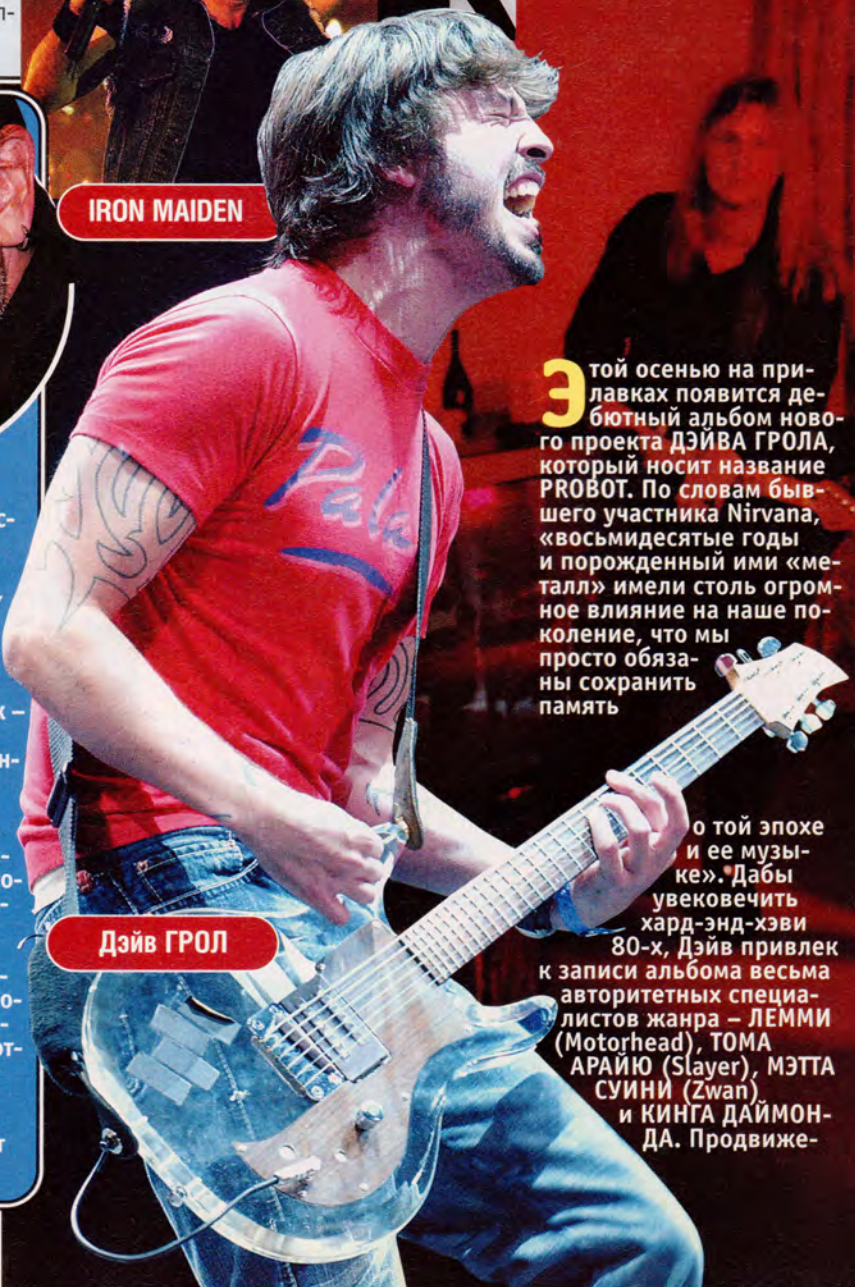 п-
IRON MAIDEN
Этой осенью на при-
лавках появится де-
бютный альбом ново-
го проекта ДЭЙВА ГРОЛА,
который носит название
PROBOT. По словам быв-
шего участника Nirvana,
«восьмидесятые годы
и порожденный ими «ме-
талл» имели столь огром-
ное влияние на наше по-
коление, что мы
просто обяза-
ны сохранить
память
о той эпохе
и ее музы-
ке». Дабы
увековечить
хард-энд-хэви
80-х, Дэйв привлек
к записи альбома весьма
авторитетных специа-
листов жанра – ЛЕММИ
(Motorhead), ТОМА
АРАЙЮ (Slayer), МЭТТА
СУИНИ (Zwan)
и КИНГА ДАЙМОН-
ДА. Продвиже-
Дэйв ГРОЛ